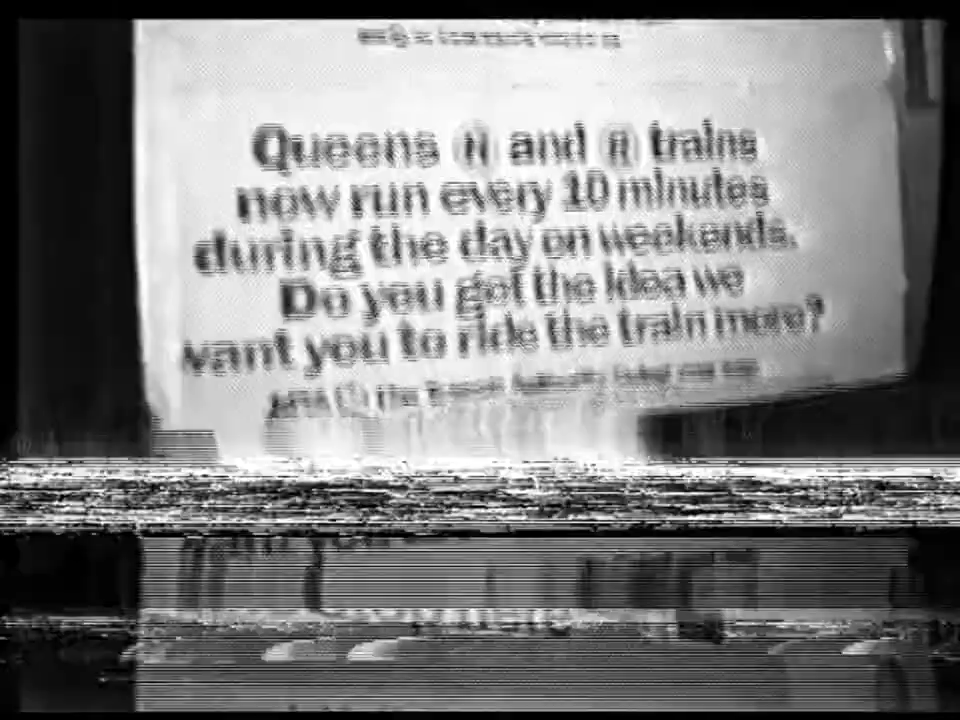 Queens N and R trains
now run every 10 minutes
during the day on weekends.
Do you get the idea we
want you to ride the train more?